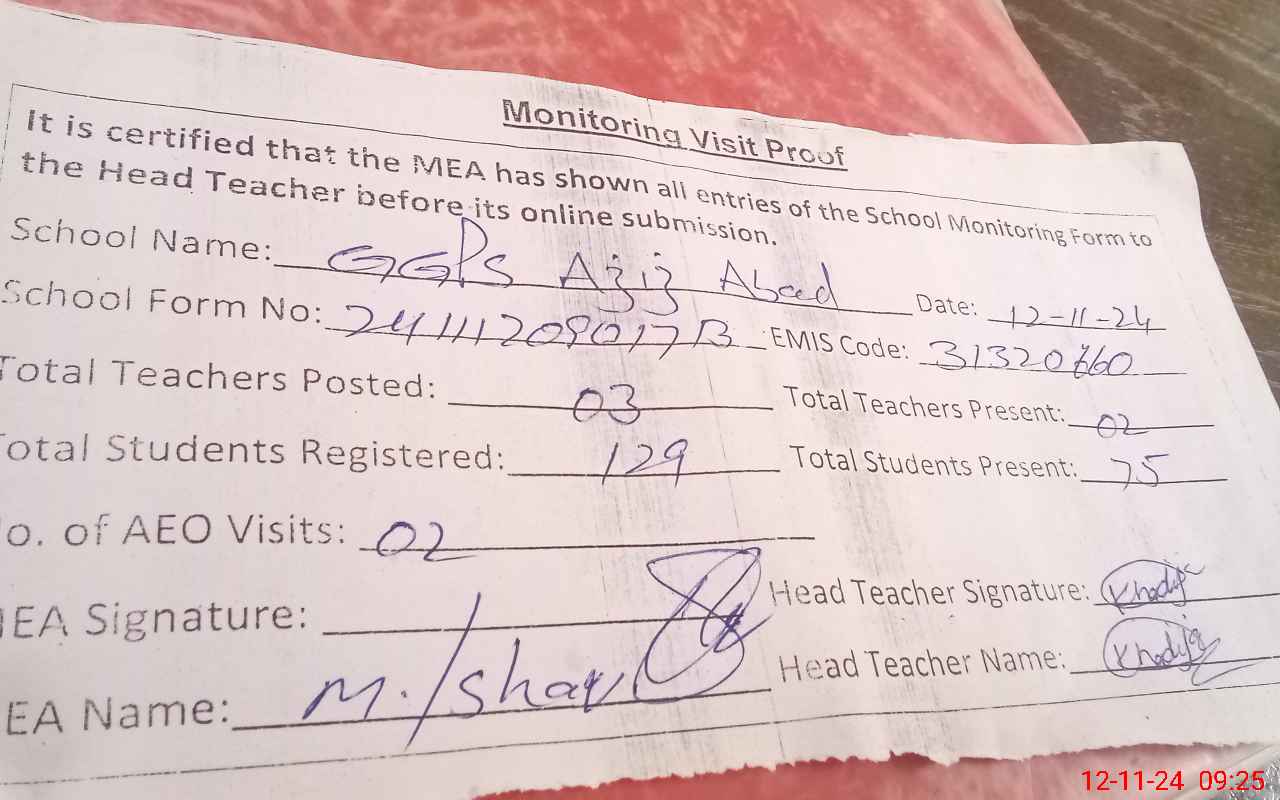 Monitoring Visit Proof
It is certified that the MEA has shown all entries of the School Monitoring Form to
the Head Teacher before its online submission.
School Name: GGPS Aziz Abad Date: 12-11-24
School Form No: EMIS Code:
Total Teachers Posted: 03 Total Teachers Present: 02
Total Students Registered: 129 Total Students Present: 75
o. of AEO Visits: 02
EA Signature: Head Teacher Signature: Khadija
EA Name: M. Head Teacher Name: Khadija
12-11-24 09:25